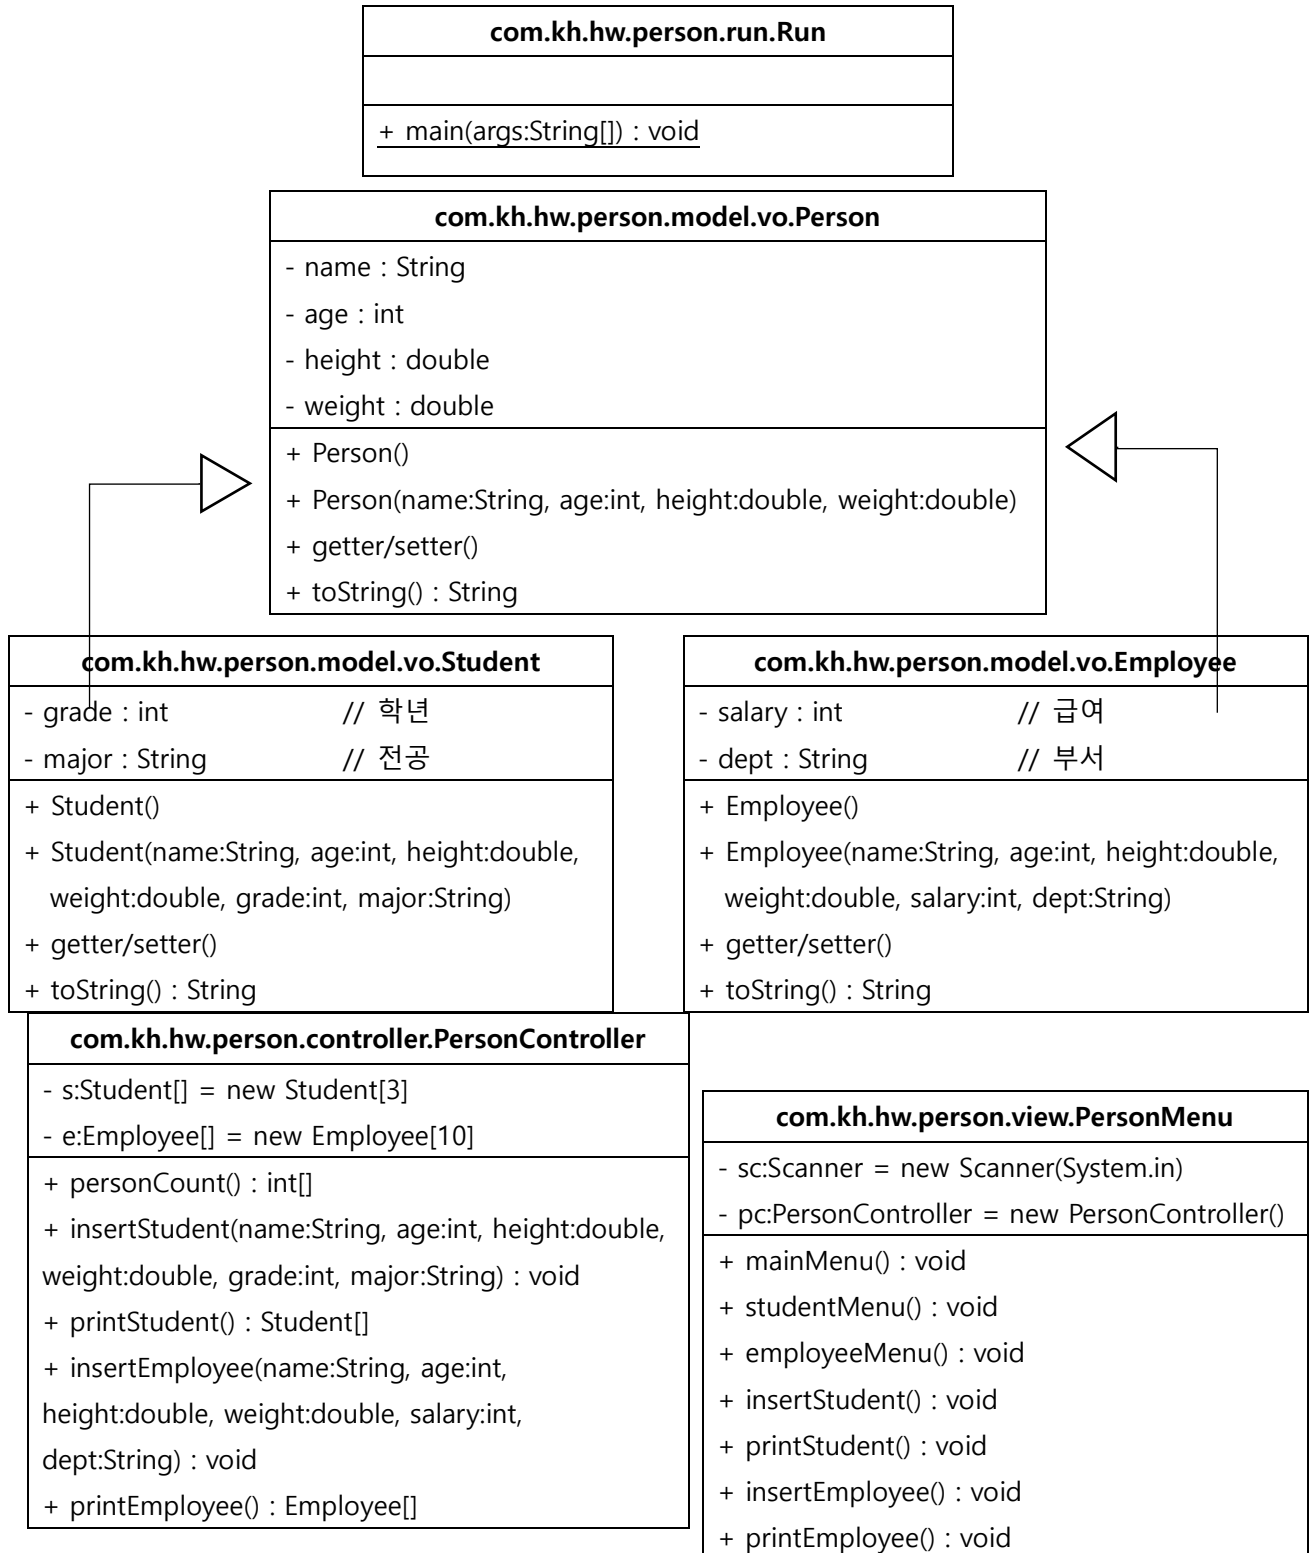 com.kh.hw.person.run.Run
+ main(args:String[]) : void
com.kh.hw.person.model.vo.Person
- name : String
- age : int
- height : double
- weight : double
+ Person()
+ Person(name:String, age:int, height:double, weight:double)
+ getter/setter()
+ toString() : String
com.kh.hw.person.model.vo.Student
- grade : int // 학년
- major : String // 전공
+ Student()
+ Student(name:String, age:int, height:double,
weight:double, grade:int, major:String)
+ getter/setter()
+ toString() : String
com.kh.hw.person.model.vo.Employee
- salary : int // 급여
- dept : String // 부서
+ Employee()
+ Employee(name:String, age:int, height:double,
weight:double, salary:int, dept:String)
+ getter/setter()
+ toString() : String
com.kh.hw.person.controller.PersonController
- s:Student[] = new Student[3]
- e:Employee[] = new Employee[10]
+ personCount() : int[]
+ insertStudent(name:String, age:int, height:double,
weight:double, grade:int, major:String) : void
+ printStudent() : Student[]
+ insertEmployee(name:String, age:int,
height:double, weight:double, salary:int,
dept:String) : void
+ printEmployee() : Employee[]
com.kh.hw.person.view.PersonMenu
- sc:Scanner = new Scanner(System.in)
- pc:PersonController = new PersonController()
+ mainMenu() : void
+ studentMenu() : void
+ employeeMenu() : void
+ insertStudent() : void
+ printStudent() : void
+ insertEmployee() : void
+ printEmployee() : void